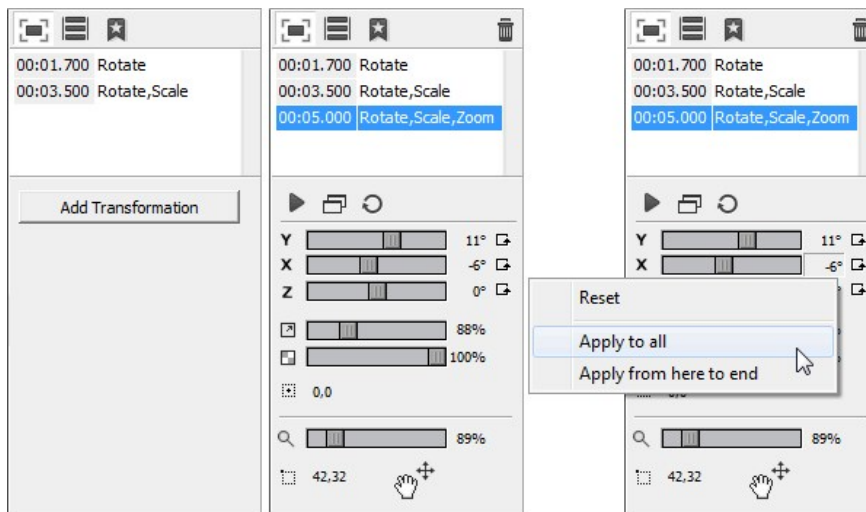 00:01.700 Rotate
00:03.500 Rotate,Scale
Add Transformation
00:01.700 Rotate
00:03.500 Rotate,Scale
00:05.000 Rotate,Scale,Zoom
Y 11°
X -6°
Z 0°
88%
100%
0,0
89%
42,32
00:01.700 Rotate
00:03.500 Rotate,Scale
00:05.000 Rotate,Scale,Zoom
Y 11°
X -6°
Reset
Apply to all
Apply from here to end
89%
42,32